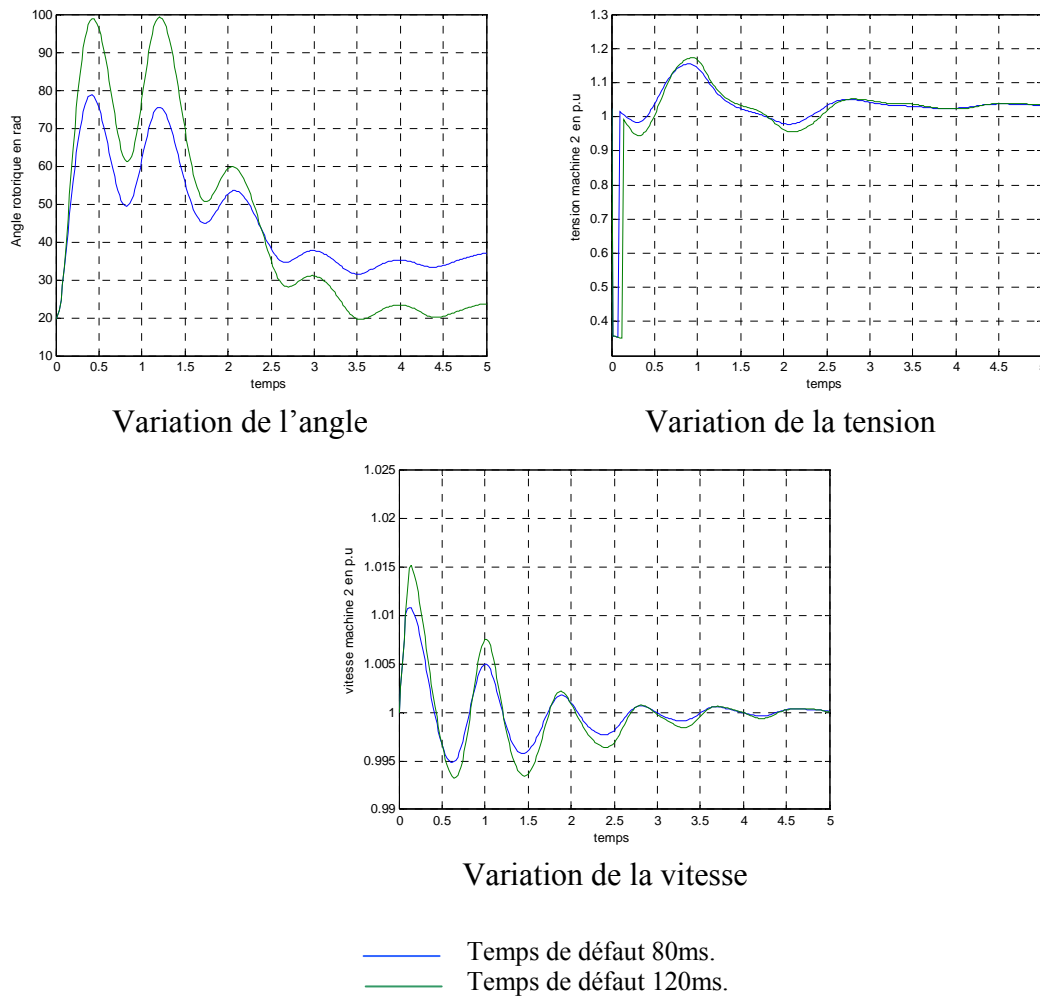 100
90
80
70
60
50
40
30
20
10
Angle rotorique en rad
0 0.5 1 1.5 2 2.5 3 3.5 4 4.5 5
temps
Variation de l'angle
1.3
1.2
1.1
1
0.9
0.8
0.7
0.6
0.5
0.4
tension machine 2 en p.u
0 0.5 1 1.5 2 2.5 3 3.5 4 4.5
temps
Variation de la tension
1.025
1.02
1.015
1.01
1.005
1
0.995
0.99
vitesse machine 2 en p.u
0 0.5 1 1.5 2 2.5 3 3.5 4 4.5 5
temps
Variation de la vitesse
Temps de défaut 80ms.
Temps de défaut 120ms.